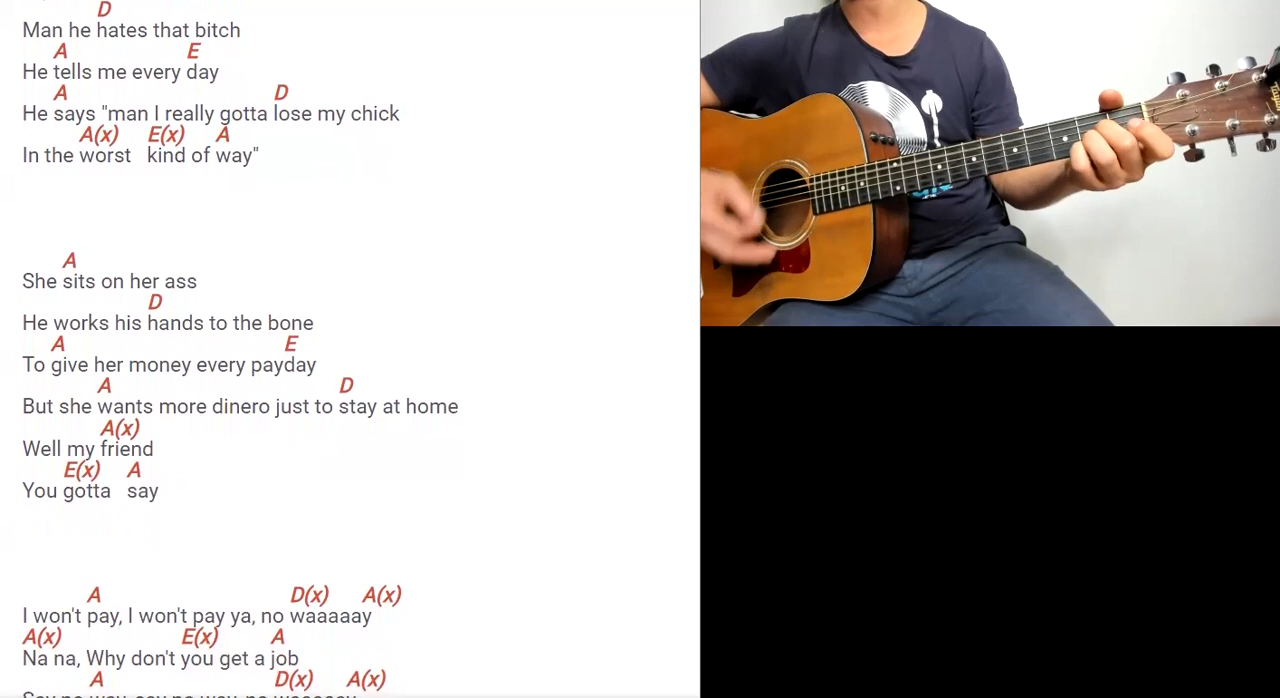 D
Man he hates that bitch
A E
He tells me every day
A D
He says "man I really gotta lose my chick
A(x) E(x) A
In the worst kind of way"
A
She sits on her ass
D
He works his hands to the bone
A E
To give her money every payday
A D
But she wants more dinero just to stay at home
A(x)
Well my friend
E(x) A
You gotta say
A D(x) A(x)
I won't pay, I won't pay ya, no waaaaay
A(x) E(x) A
Na na, Why don't you get a job
A D(x) A(x)